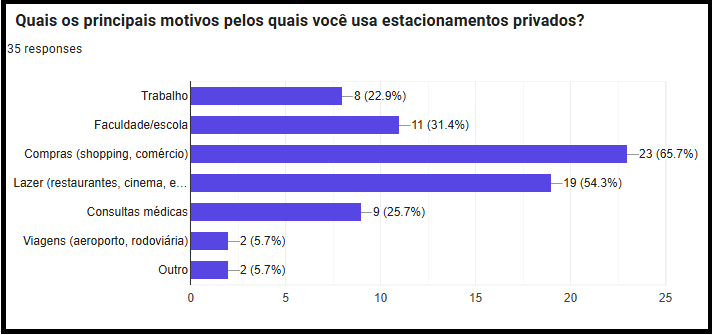 Quais os principais motivos pelos quais você usa estacionamentos privados?
35 responses
Trabalho 8 (22.9%)
Faculdade/escola 11 (31.4%)
Compras (shopping, comércio) 23 (65.7%)
Lazer (restaurantes, cinema, e... 19 (54.3%)
Consultas médicas 9 (25.7%)
Viagens (aeroporto, rodoviária) 2 (5.7%)
Outro 2 (5.7%)
0 5 10 15 20 25